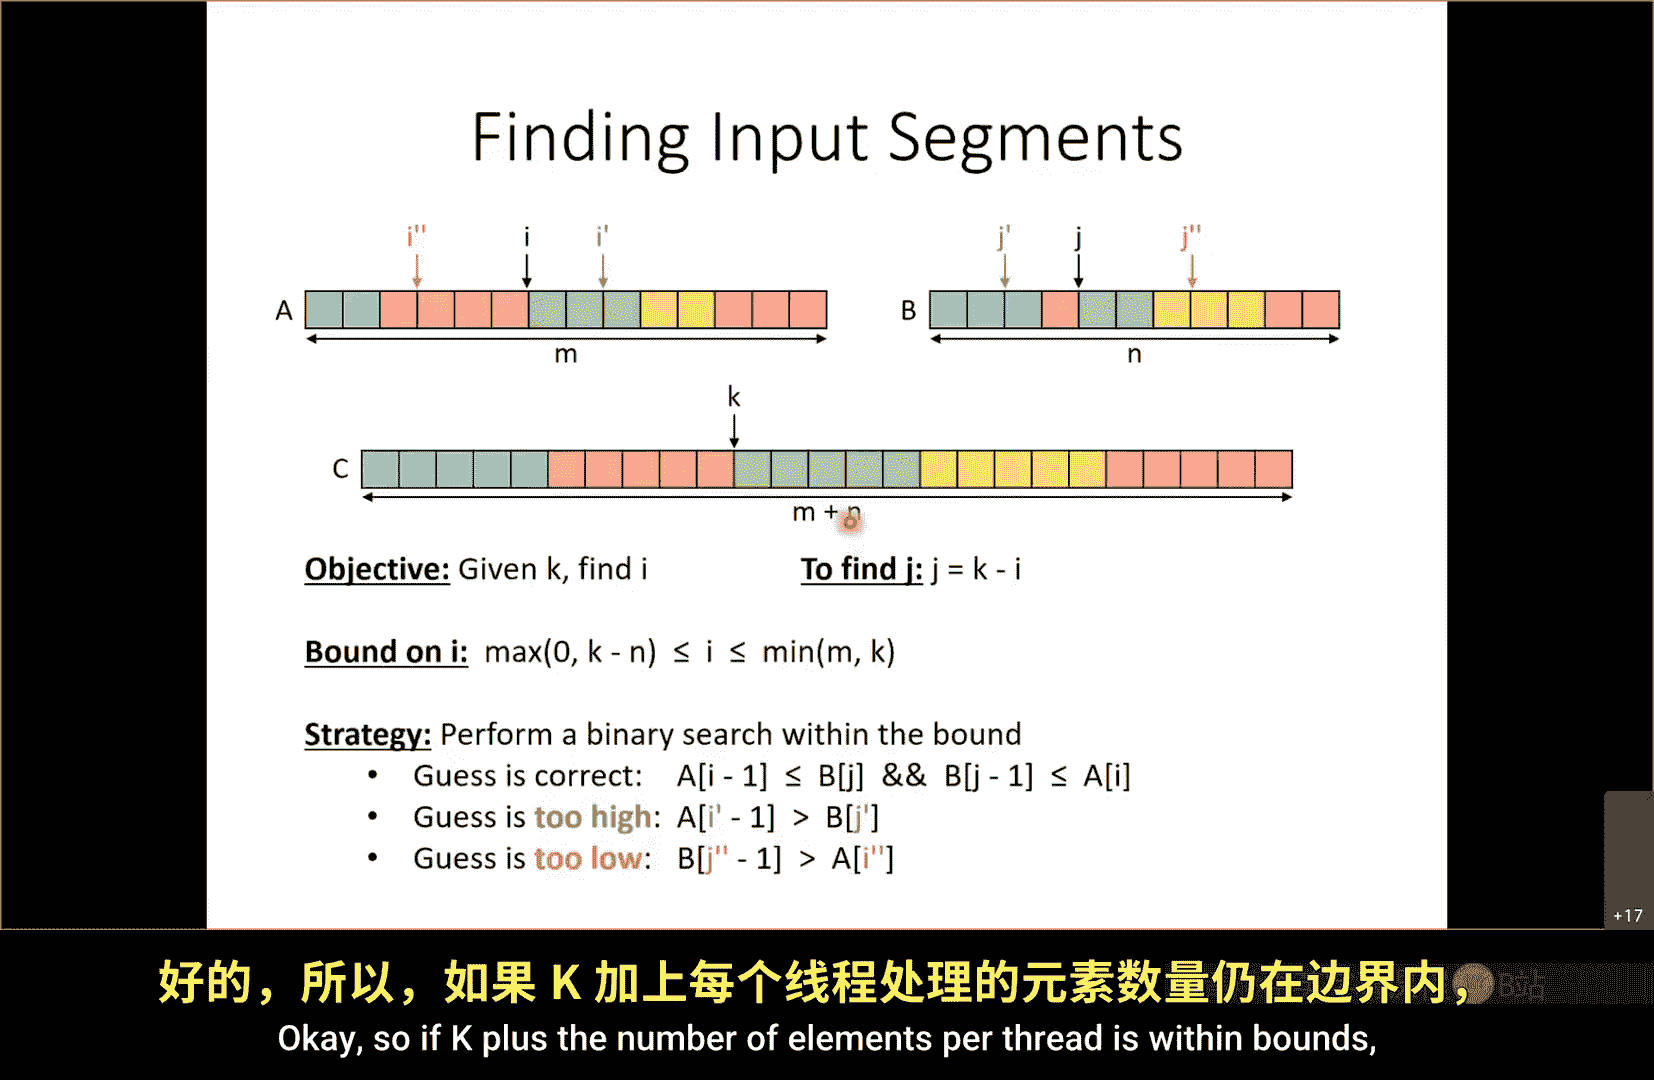 Finding Input Segments
i'' i i' j' j j''
A B
m n
k
C
m + n
Objective: Given k, find i To find j: j = k - i
Bound on i: max(0, k - n) ≤ i ≤ min(m, k)
Strategy: Perform a binary search within the bound
• Guess is correct: A[i - 1] ≤ B[j] && B[j - 1] ≤ A[i]
• Guess is too high: A[i' - 1] > B[j']
• Guess is too low: B[j'' - 1] > A[i'']
+17
好的，所以，如果 K 加上每个线程处理的元素数量仍在边界内，
B站
Okay, so if K plus the number of elements per thread is within bounds,